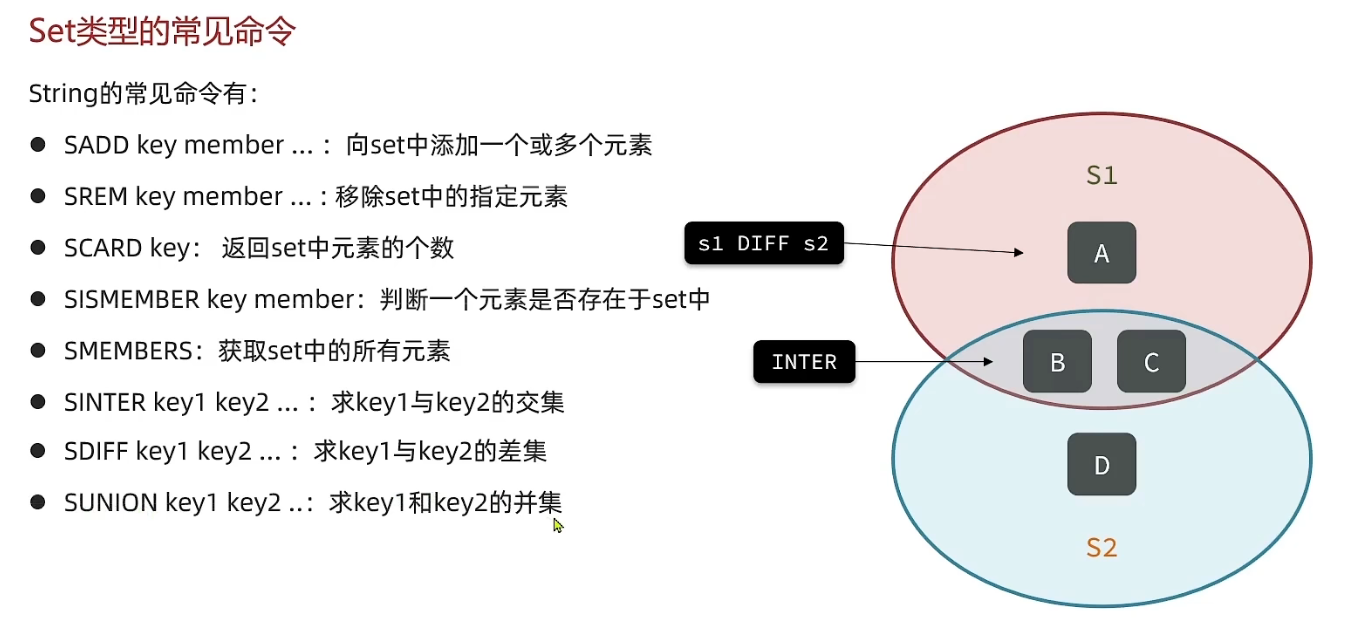 Set类型的常见命令
String的常见命令有：
● SADD key member ... ：向set中添加一个或多个元素
● SREM key member ... : 移除set中的指定元素
● SCARD key： 返回set中元素的个数
● SISMEMBER key member：判断一个元素是否存在于set中
● SMEMBERS：获取set中的所有元素
● SINTER key1 key2 ... ：求key1与key2的交集
● SDIFF key1 key2 ... ：求key1与key2的差集
● SUNION key1 key2 ..：求key1和key2的并集
S1
s1 DIFF s2
A
INTER
B
C
D
S2